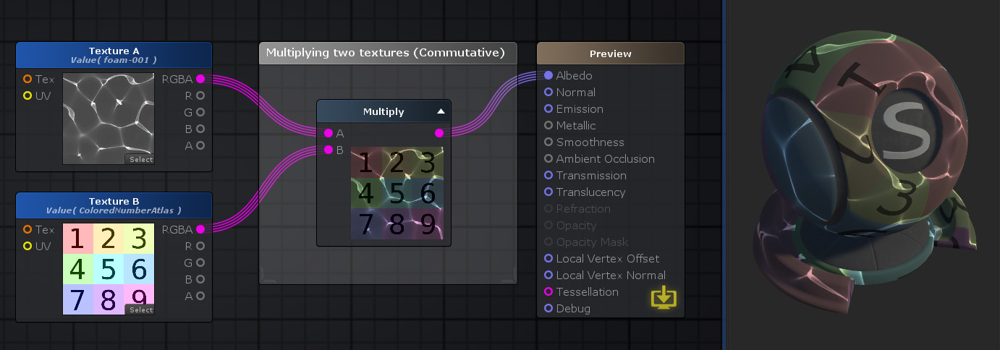 Texture A
Value( foam-001 )
Tex
RGBA
UV
R
G
B
A
Select
Texture B
Value( ColoredNumberAtlas )
Tex
RGBA
UV
R
G
B
A
1 2 3
4 5 6
7 8 9
Select
Multiplying two textures (Commutative)
Multiply
A
B
1 2 3
4 5 6
7 8 9
Preview
Albedo
Normal
Emission
Metallic
Smoothness
Ambient Occlusion
Transmission
Translucency
Refraction
Opacity
Opacity Mask
Local Vertex Offset
Local Vertex Normal
Tessellation
Debug
1
S
3